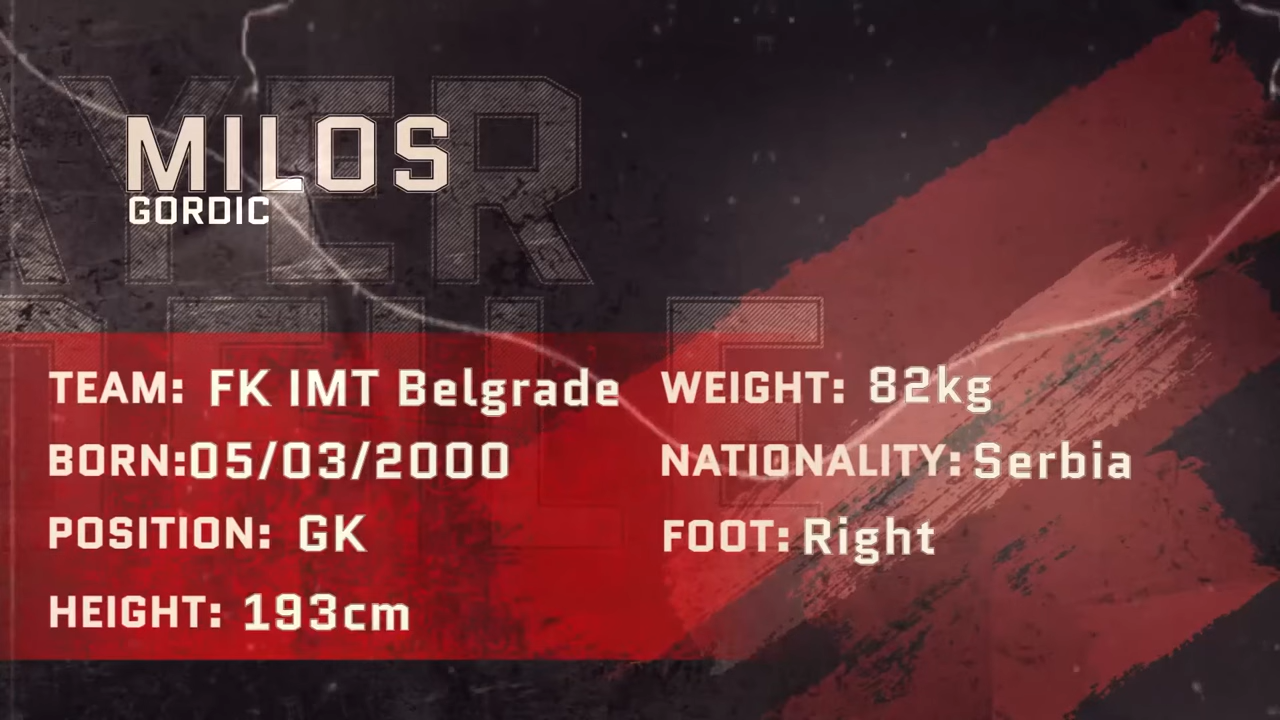 MILOS
GORDIC
TEAM: FK IMT Belgrade
BORN:05/03/2000
POSITION: GK
HEIGHT: 193cm
WEIGHT: 82kg
NATIONALITY: Serbia
FOOT: Right